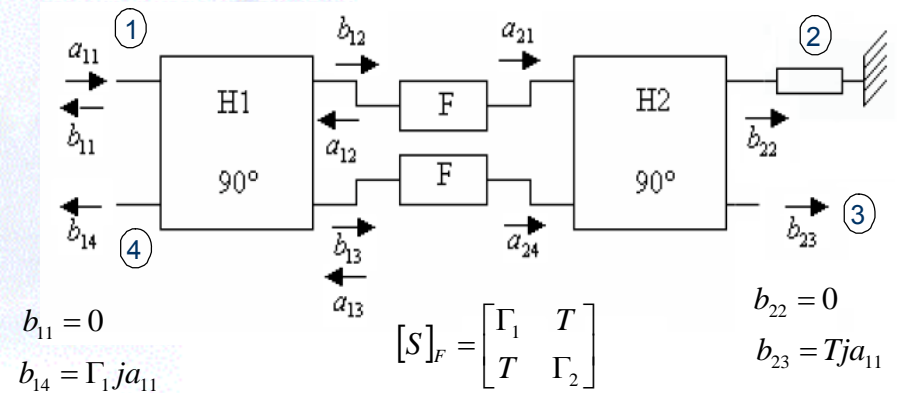 1
b₁₂
a₂₁
2
a₁₁
H1
F
H2
b₁₁
a₁₂
b₂₂
90°
F
90°
b₁₄
b₁₃
a₂₄
b₂₃
3
4
a₁₃
b₁₁ = 0
b₁₄ = Γ₁ja₁₁
[S]_F = [Γ₁ T
T Γ₂]
b₂₂ = 0
b₂₃ = Tja₁₁